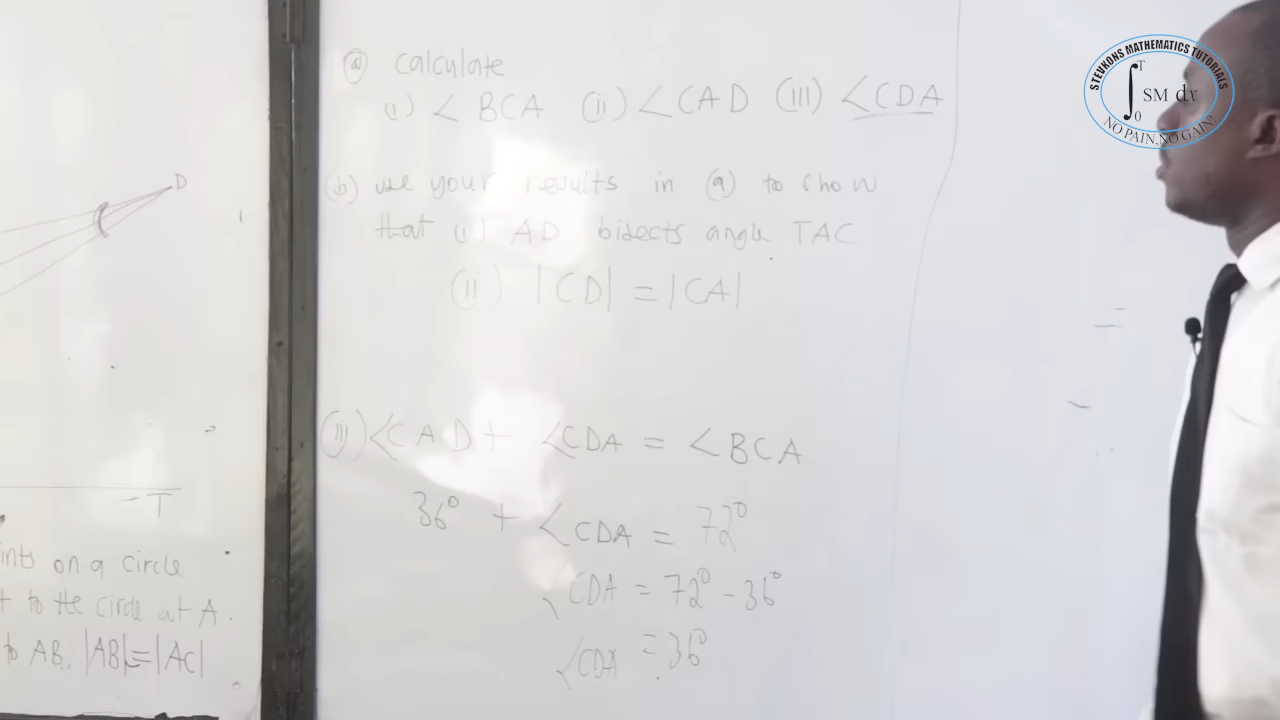 D
T
ints on a circle
t to the circle at A.
to AB, |AB|=|AC|
(a) calculate
(i) < BCA (ii) < CAD (iii) < CDA
(b) use your results in (a) to show
that (i) AD bisects angle TAC
(ii) |CD| = |CA|
(iii) <CAD + <CDA = <BCA
36° + <CDA = 72°
<CDA = 72° - 36°
<CDA = 36°
STEUKONS MATHEMATICS TUTORIALS
∫ T 0 SM dx
NO PAIN, NO GAIN!